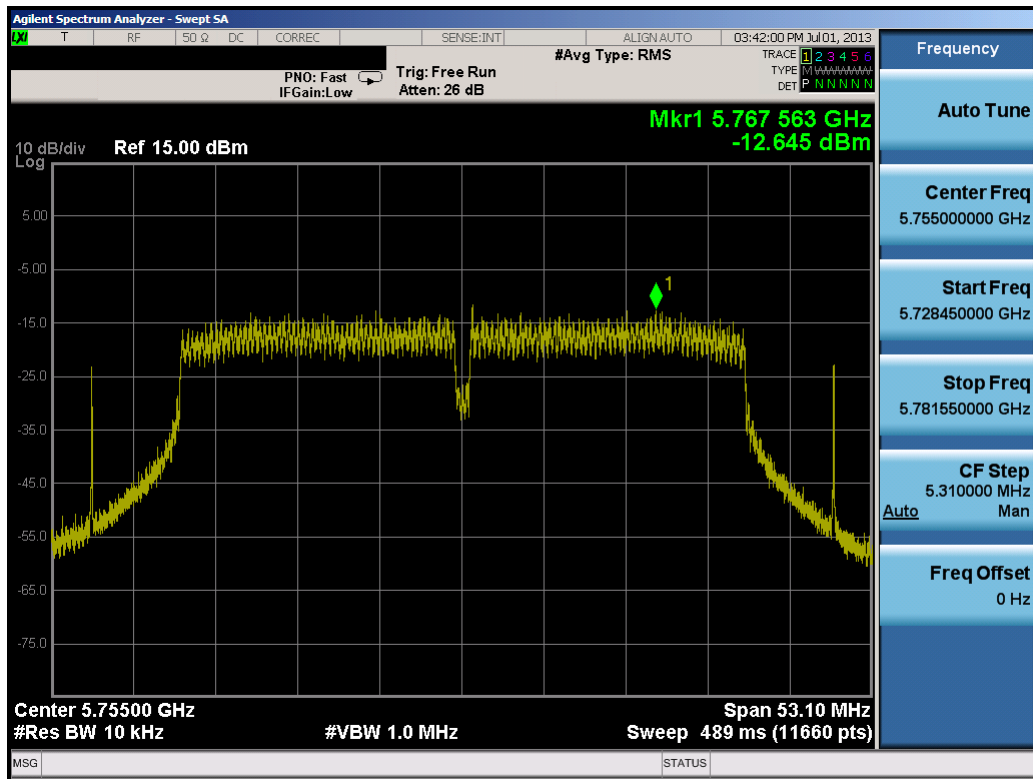 Agilent Spectrum Analyzer - Swept SA
LXI T RF 50 Ω DC CORREC SENSE:INT ALIGN AUTO 03:42:00 PM Jul 01, 2013
Frequency
#Avg Type: RMS
TRACE 1 2 3 4 5 6
PNO: Fast Trig: Free Run
TYPE M W W W W W
IFGain:Low Atten: 26 dB
DET P N N N N N
Auto Tune
Mkr1 5.767 563 GHz
-12.645 dBm
10 dB/div Ref 15.00 dBm
Log
5.00
-5.00
-15.0
-25.0
-35.0
-45.0
-55.0
-65.0
-75.0
1
Center Freq
5.755000000 GHz
Start Freq
5.728450000 GHz
Stop Freq
5.781550000 GHz
CF Step
5.310000 MHz
Auto Man
Freq Offset
0 Hz
Center 5.75500 GHz Span 53.10 MHz
#Res BW 10 kHz #VBW 1.0 MHz Sweep 489 ms (11660 pts)
MSG STATUS